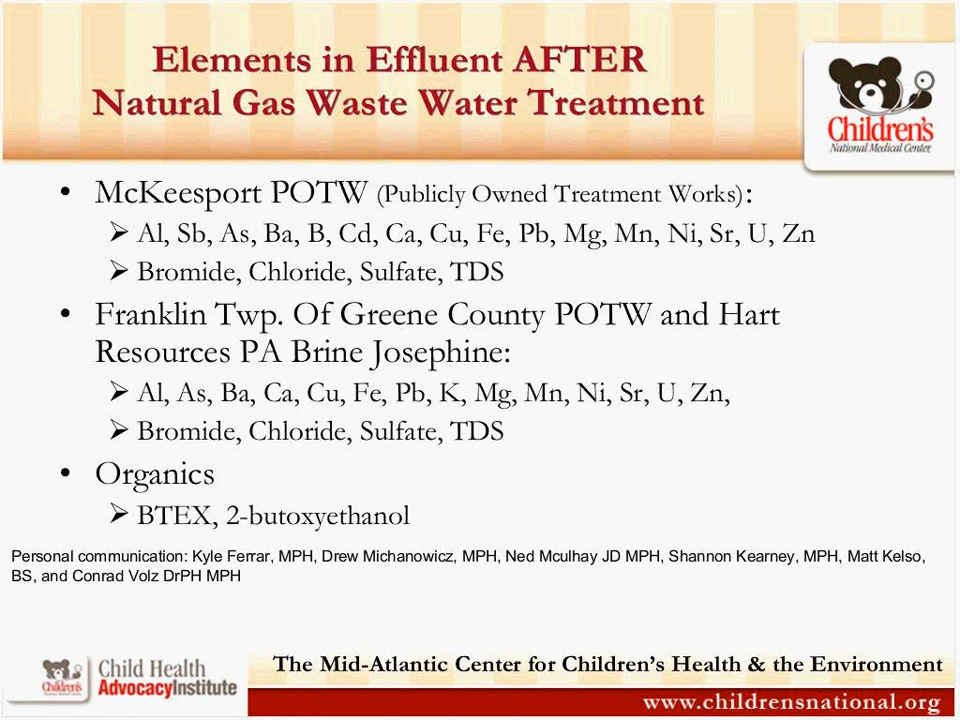 Elements in Effluent AFTER
Natural Gas Waste Water Treatment
Children's
National Medical Center
• McKeesport POTW (Publicly Owned Treatment Works):
➢ Al, Sb, As, Ba, B, Cd, Ca, Cu, Fe, Pb, Mg, Mn, Ni, Sr, U, Zn
➢ Bromide, Chloride, Sulfate, TDS
• Franklin Twp. Of Greene County POTW and Hart
Resources PA Brine Josephine:
➢ Al, As, Ba, Ca, Cu, Fe, Pb, K, Mg, Mn, Ni, Sr, U, Zn,
➢ Bromide, Chloride, Sulfate, TDS
• Organics
➢ BTEX, 2-butoxyethanol
Personal communication: Kyle Ferrar, MPH, Drew Michanowicz, MPH, Ned Mculhay JD MPH, Shannon Kearney, MPH, Matt Kelso,
BS, and Conrad Volz DrPH MPH
Children's
Child Health
AdvocacyInstitute
The Mid-Atlantic Center for Children's Health & the Environment
www.childrensnational.org